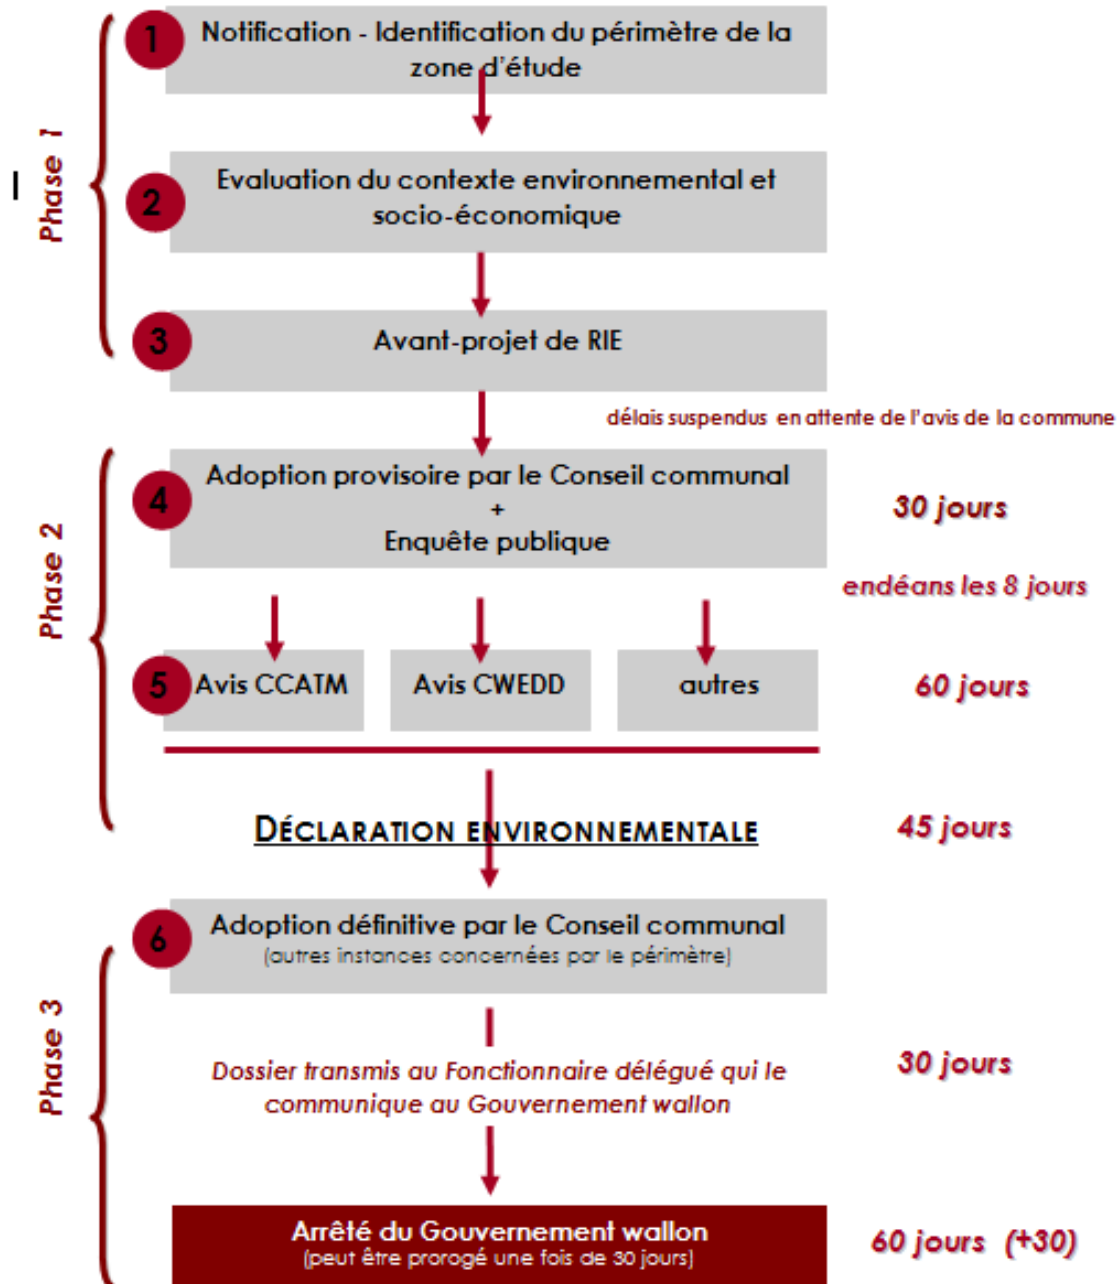 Phase 1
1
Notification - Identification du périmètre de la
zone d'étude
2
Evaluation du contexte environnemental et
socio-économique
3
Avant-projet de RIE
délais suspendus en attente de l'avis de la commune
Phase 2
4
Adoption provisoire par le Conseil communal
+
Enquête publique
30 jours
endéans les 8 jours
5
Avis CCATM
Avis CWEDD
autres
60 jours
DÉCLARATION ENVIRONNEMENTALE
45 jours
Phase 3
6
Adoption définitive par le Conseil communal
(autres instances concernées par le périmètre)
Dossier transmis au Fonctionnaire délégué qui le
communique au Gouvernement wallon
30 jours
Arrêté du Gouvernement wallon
(peut être prorogé une fois de 30 jours)
60 jours (+30)